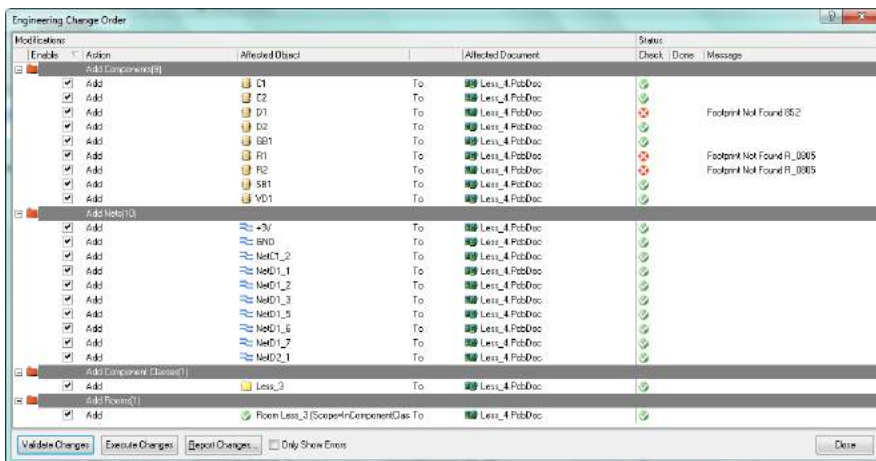 Engineering Change Order
Modifications Status
Enable Action Affected Object Affected Document Check Done Message
Add Components(9)
Add C1 To Less_4.PcbDoc
Add C2 To Less_4.PcbDoc
Add D1 To Less_4.PcbDoc Footprint Not Found 852
Add D2 To Less_4.PcbDoc
Add GB1 To Less_4.PcbDoc
Add R1 To Less_4.PcbDoc Footprint Not Found R_0805
Add R2 To Less_4.PcbDoc Footprint Not Found R_0805
Add SB1 To Less_4.PcbDoc
Add VD1 To Less_4.PcbDoc
Add Nets(10)
Add +9V To Less_4.PcbDoc
Add GND To Less_4.PcbDoc
Add NetC1_2 To Less_4.PcbDoc
Add NetD1_1 To Less_4.PcbDoc
Add NetD1_2 To Less_4.PcbDoc
Add NetD1_3 To Less_4.PcbDoc
Add NetD1_5 To Less_4.PcbDoc
Add NetD1_6 To Less_4.PcbDoc
Add NetD1_7 To Less_4.PcbDoc
Add NetD2_1 To Less_4.PcbDoc
Add Component Classes(1)
Add Less_3 To Less_4.PcbDoc
Add Rooms(1)
Add Room Less_3 (Scope=InComponentClas To Less_4.PcbDoc
Validate Changes Execute Changes Report Changes... Only Show Errors Close